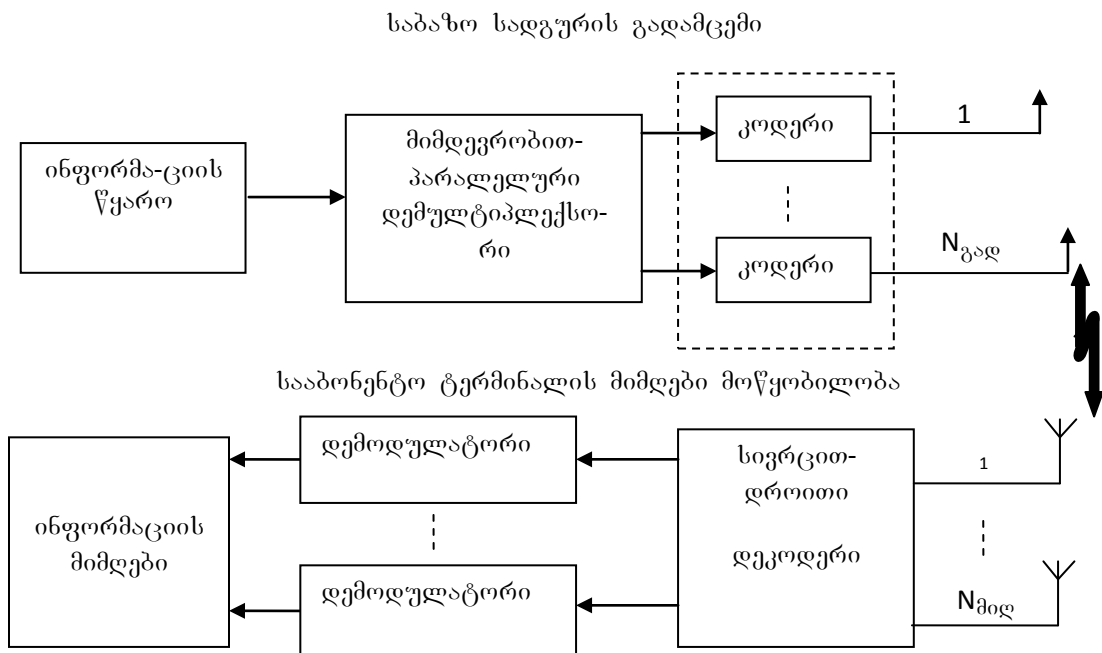 საბაზო სადგურის გადამცემი
ინფორმა-ციის
წყარო
მიმდევრობით-
პარალელური
დემულტიპლექსო-
რი
კოდერი
1
კოდერი
Nგად
სააბონენტო ტერმინალის მიმღები მოწყობილობა
ინფორმაციის
მიმღები
დემოდულატორი
დემოდულატორი
სივრცით-
დროითი
დეკოდერი
1
Nმიღ